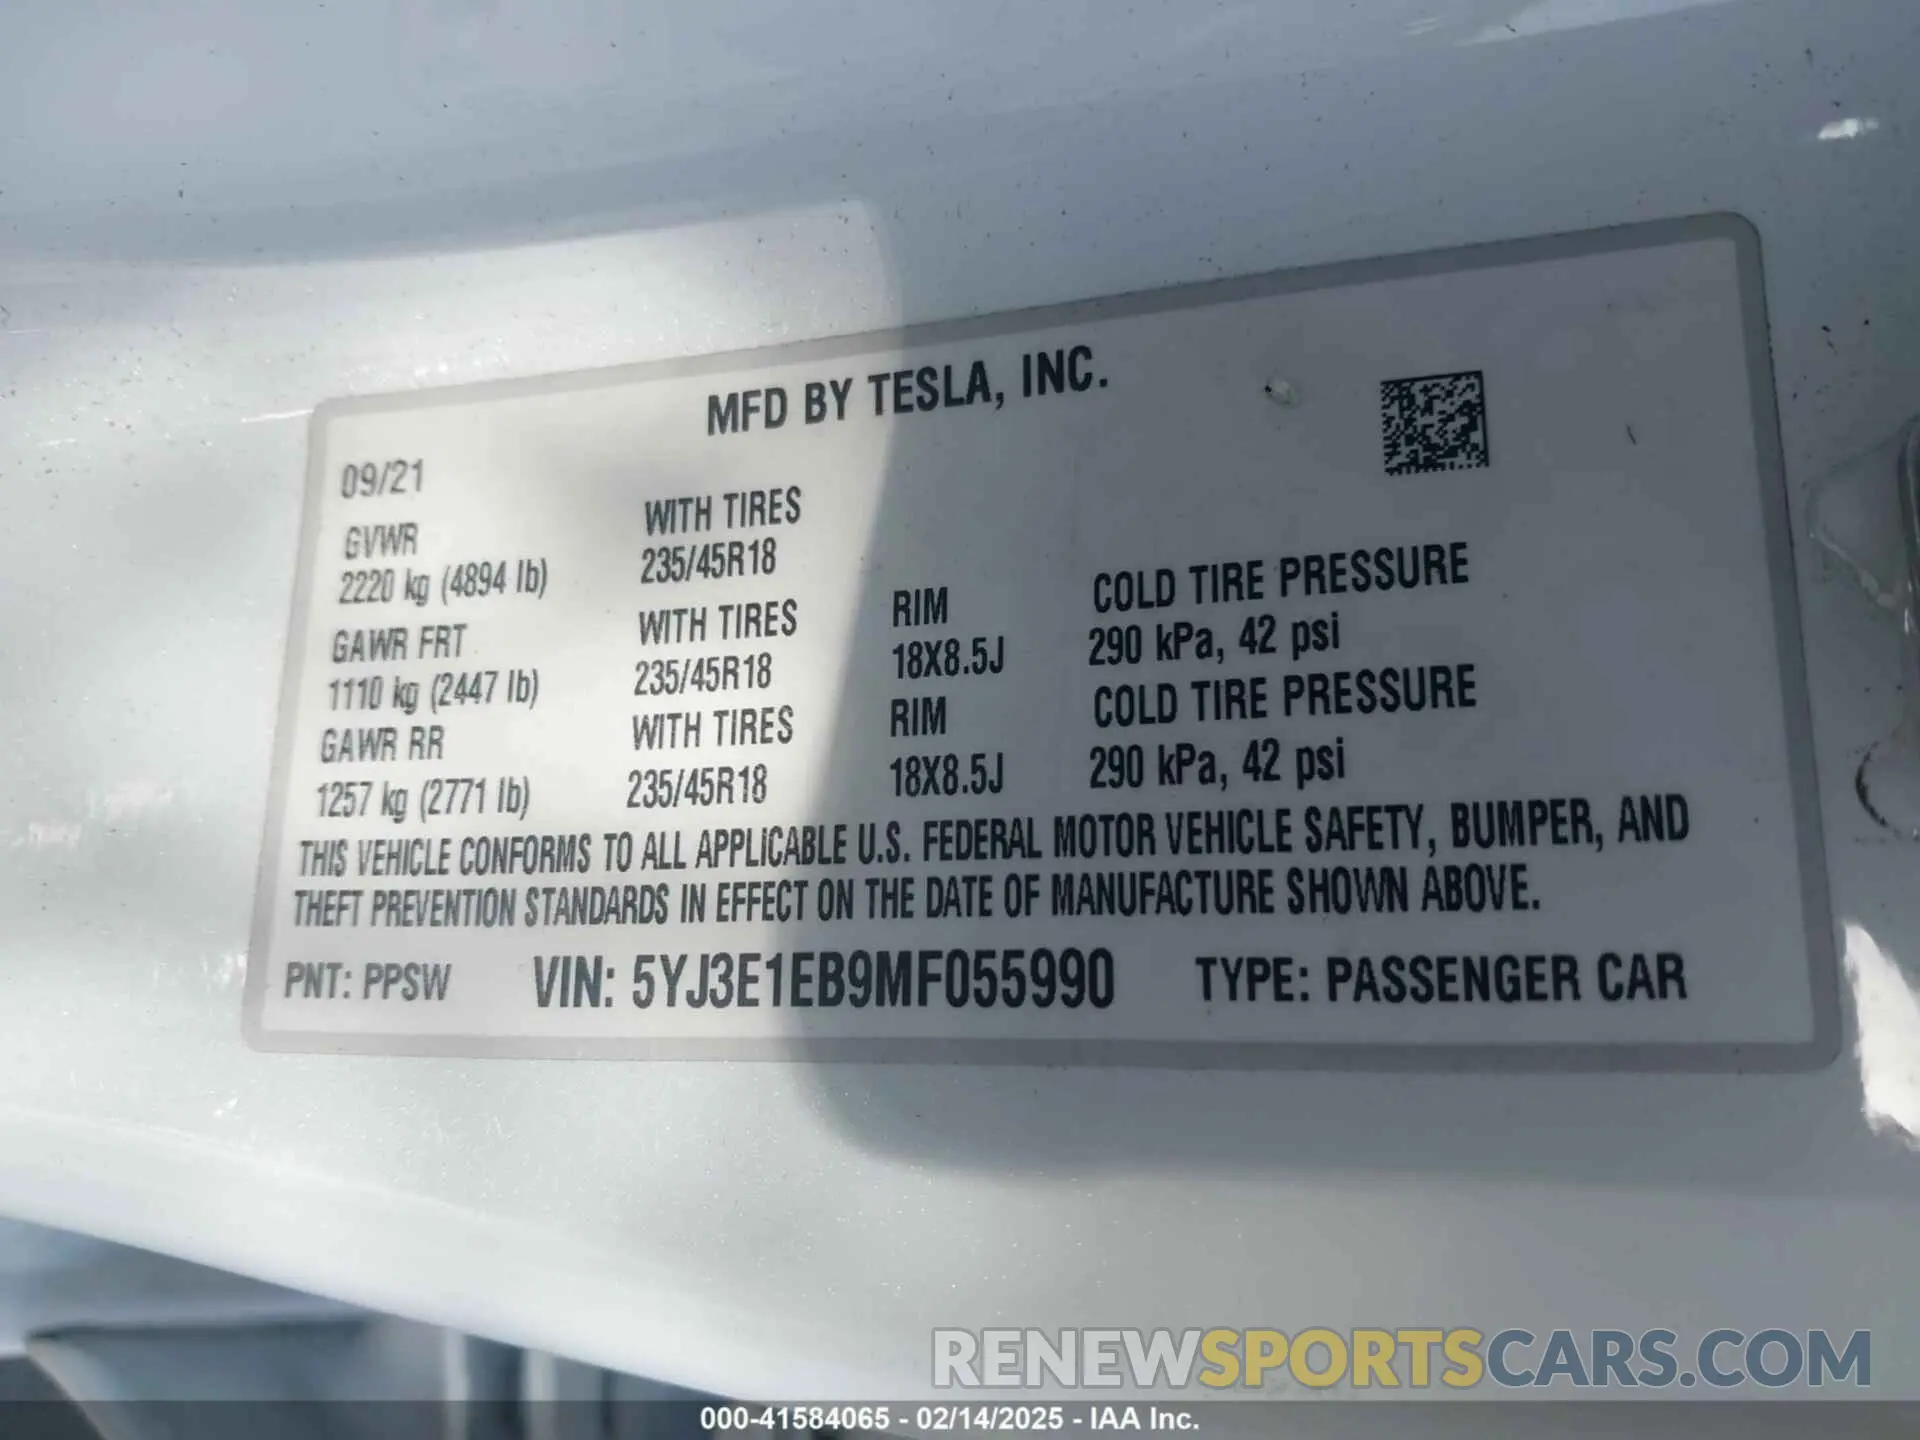 MFD BY TESLA, INC.
09/21
GVWR WITH TIRES
2220 kg (4894 lb) 235/45R18
GAWR FRT WITH TIRES RIM COLD TIRE PRESSURE
1110 kg (2447 lb) 235/45R18 18X8.5J 290 kPa, 42 psi
GAWR RR WITH TIRES RIM COLD TIRE PRESSURE
1257 kg (2771 lb) 235/45R18 18X8.5J 290 kPa, 42 psi
THIS VEHICLE CONFORMS TO ALL APPLICABLE U.S. FEDERAL MOTOR VEHICLE SAFETY, BUMPER, AND
THEFT PREVENTION STANDARDS IN EFFECT ON THE DATE OF MANUFACTURE SHOWN ABOVE.
PNT: PPSW VIN: 5YJ3E1EB9MF055990 TYPE: PASSENGER CAR
RENEWSPORTSCARS.COM
000-41584065 - 02/14/2025 - IAA Inc.